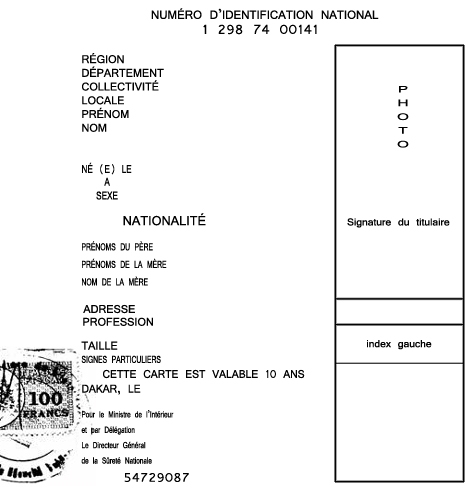 NUMÉRO D'IDENTIFICATION NATIONAL
1 298 74 00141
RÉGION
DÉPARTEMENT
COLLECTIVITÉ
LOCALE
PRÉNOM
NOM
PHOTO
NÉ (E) LE
A
SEXE
NATIONALITÉ
Signature du titulaire
PRÉNOMS DU PÈRE
PRÉNOMS DE LA MÈRE
NOM DE LA MÈRE
ADRESSE
PROFESSION
TAILLE
index gauche
SIGNES PARTICULIERS
CETTE CARTE EST VALABLE 10 ANS
DAKAR, LE
100
FRANCS
Pour le Ministre de l'Intérieur
et par Délégation
Le Directeur Général
de la Sûreté Nationale
54729087